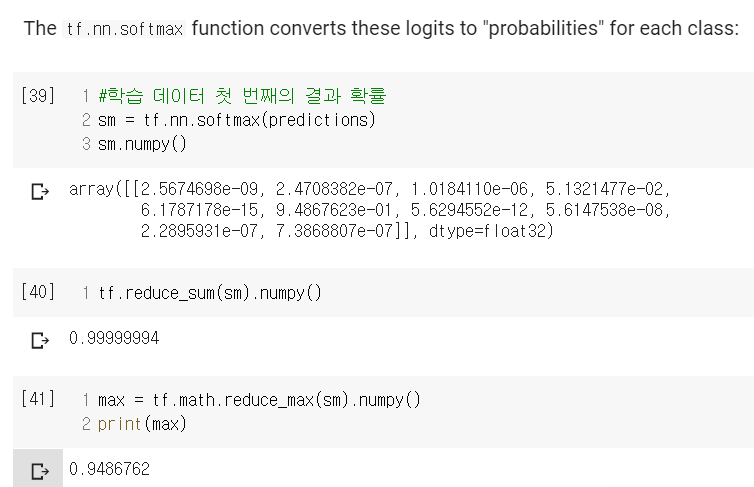 The tf.nn.softmax function converts these logits to "probabilities" for each class:
[39] 1 #학습 데이터 첫 번째의 결과 확률
2 sm = tf.nn.softmax(predictions)
3 sm.numpy()
array([[2.5674698e-09, 2.4708382e-07, 1.0184110e-06, 5.1321477e-02,
6.1787178e-15, 9.4867623e-01, 5.6294552e-12, 5.6147538e-08,
2.2895931e-07, 7.3868807e-07]], dtype=float32)
[40] 1 tf.reduce_sum(sm).numpy()
0.99999994
[41] 1 max = tf.math.reduce_max(sm).numpy()
2 print(max)
0.9486762